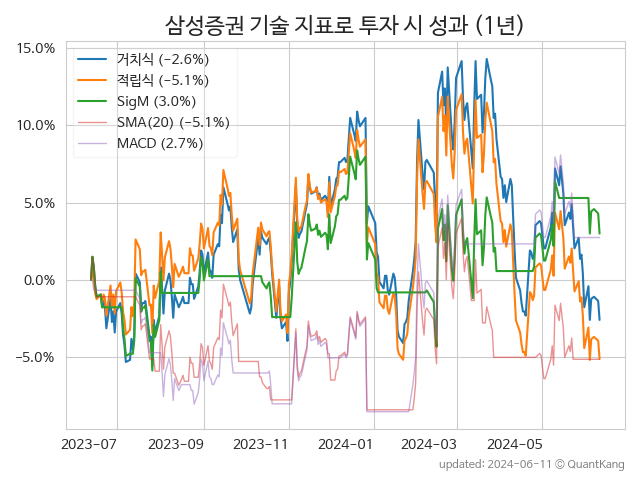 삼성증권 기술 지표로 투자 시 성과 (1년)
15.0%
10.0%
5.0%
0.0%
−5.0%
거치식 (−2.6%)
적립식 (−5.1%)
SigM (3.0%)
SMA(20) (−5.1%)
MACD (2.7%)
2023-07 2023-09 2023-11 2024-01 2024-03 2024-05
updated: 2024-06-11 © QuantKang